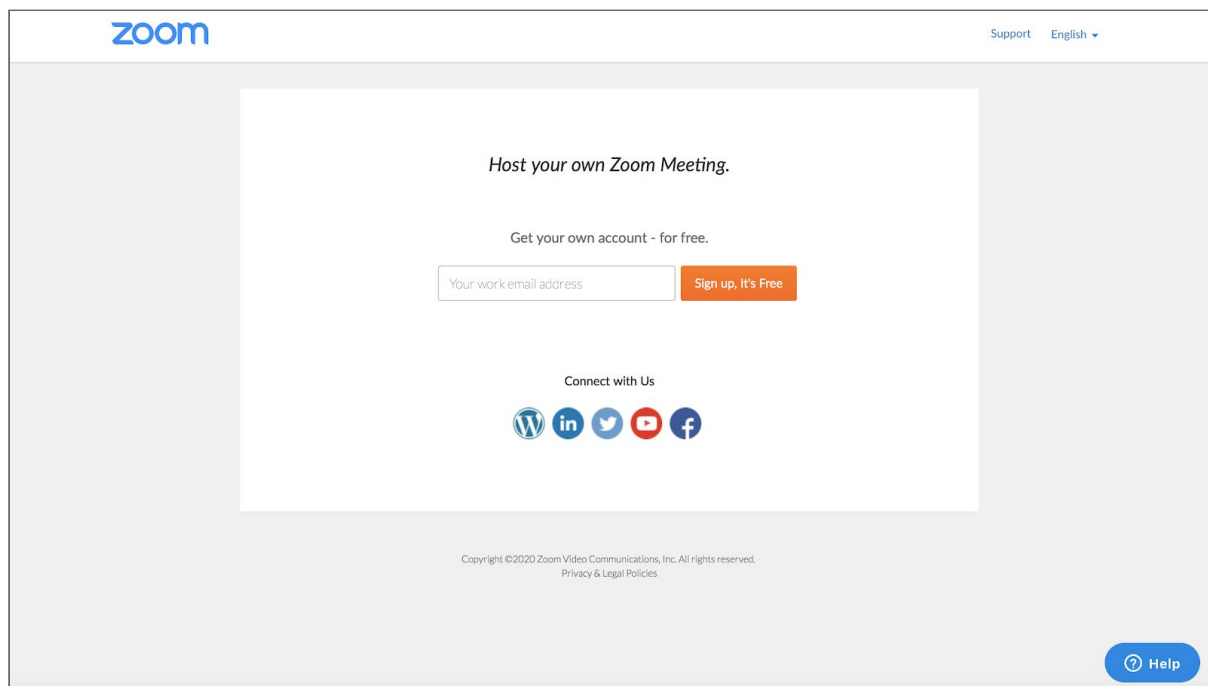 zoom
Support English
Host your own Zoom Meeting.
Get your own account - for free.
Your work email address Sign up, It's Free
Connect with Us
Copyright ©2020 Zoom Video Communications, Inc. All rights reserved.
Privacy & Legal Policies
Help